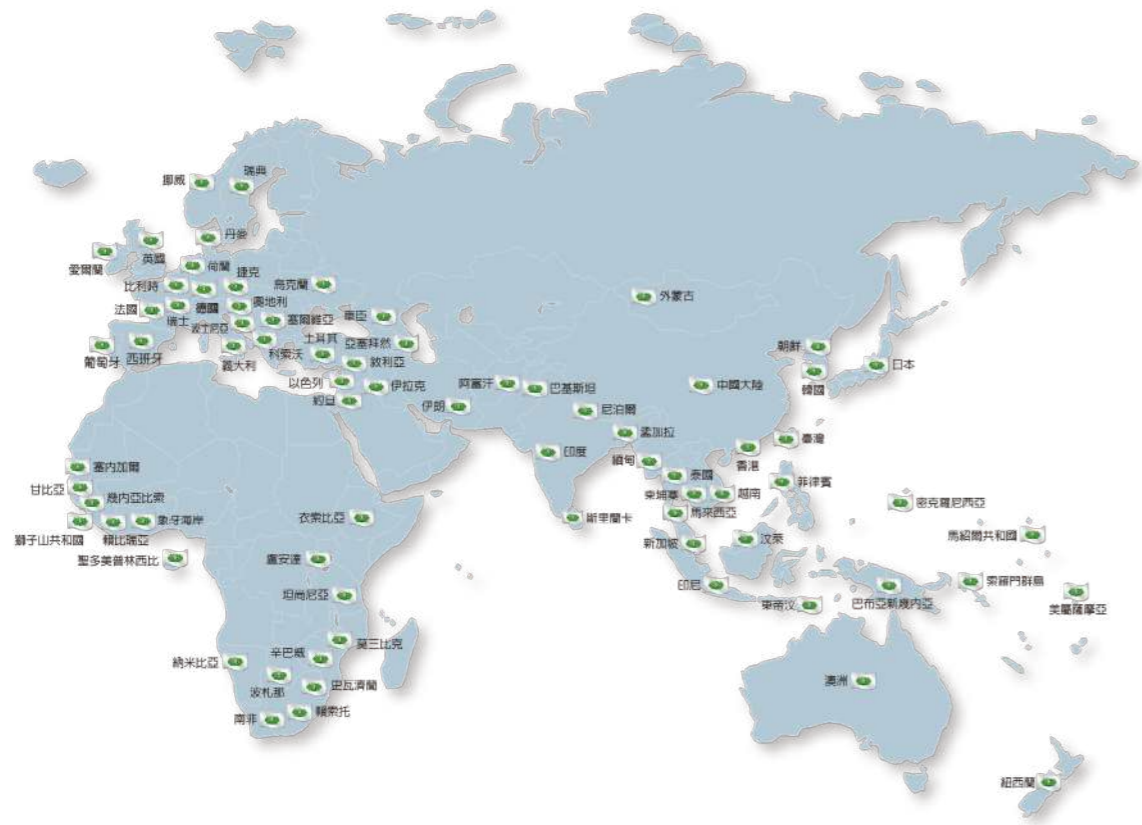 瑞典
挪威
丹麥
英國
愛爾蘭
荷蘭
捷克
比利時
烏克蘭
德國
奧地利
外蒙古
法國
瑞士
塞爾維亞
車臣
波士尼亞
土耳其
亞塞拜然
朝鮮
葡萄牙
西班牙
義大利
科索沃
敘利亞
日本
以色列
伊拉克
阿富汗
巴基斯坦
中國大陸
韓國
約旦
伊朗
尼泊爾
孟加拉
臺灣
印度
緬甸
香港
塞內加爾
泰國
菲律賓
甘比亞
幾內亞比索
柬埔寨
越南
密克羅尼西亞
獅子山共和國
賴比瑞亞
象牙海岸
衣索比亞
斯里蘭卡
馬來西亞
馬紹爾共和國
聖多美普林西比
盧安達
新加坡
汶萊
坦尚尼亞
印尼
東帝汶
巴布亞新幾內亞
索羅門群島
美屬薩摩亞
莫三比克
納米比亞
辛巴威
波札那
史瓦濟蘭
澳洲
南非
賴索托
紐西蘭